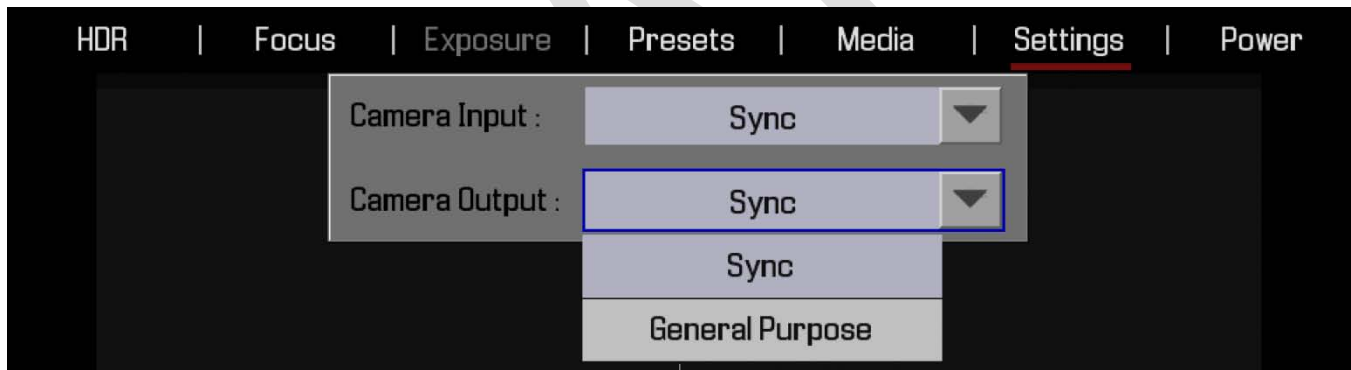 HDR | Focus | Exposure | Presets | Media | Settings | Power
Camera Input : Sync
Camera Output : Sync
Sync
General Purpose